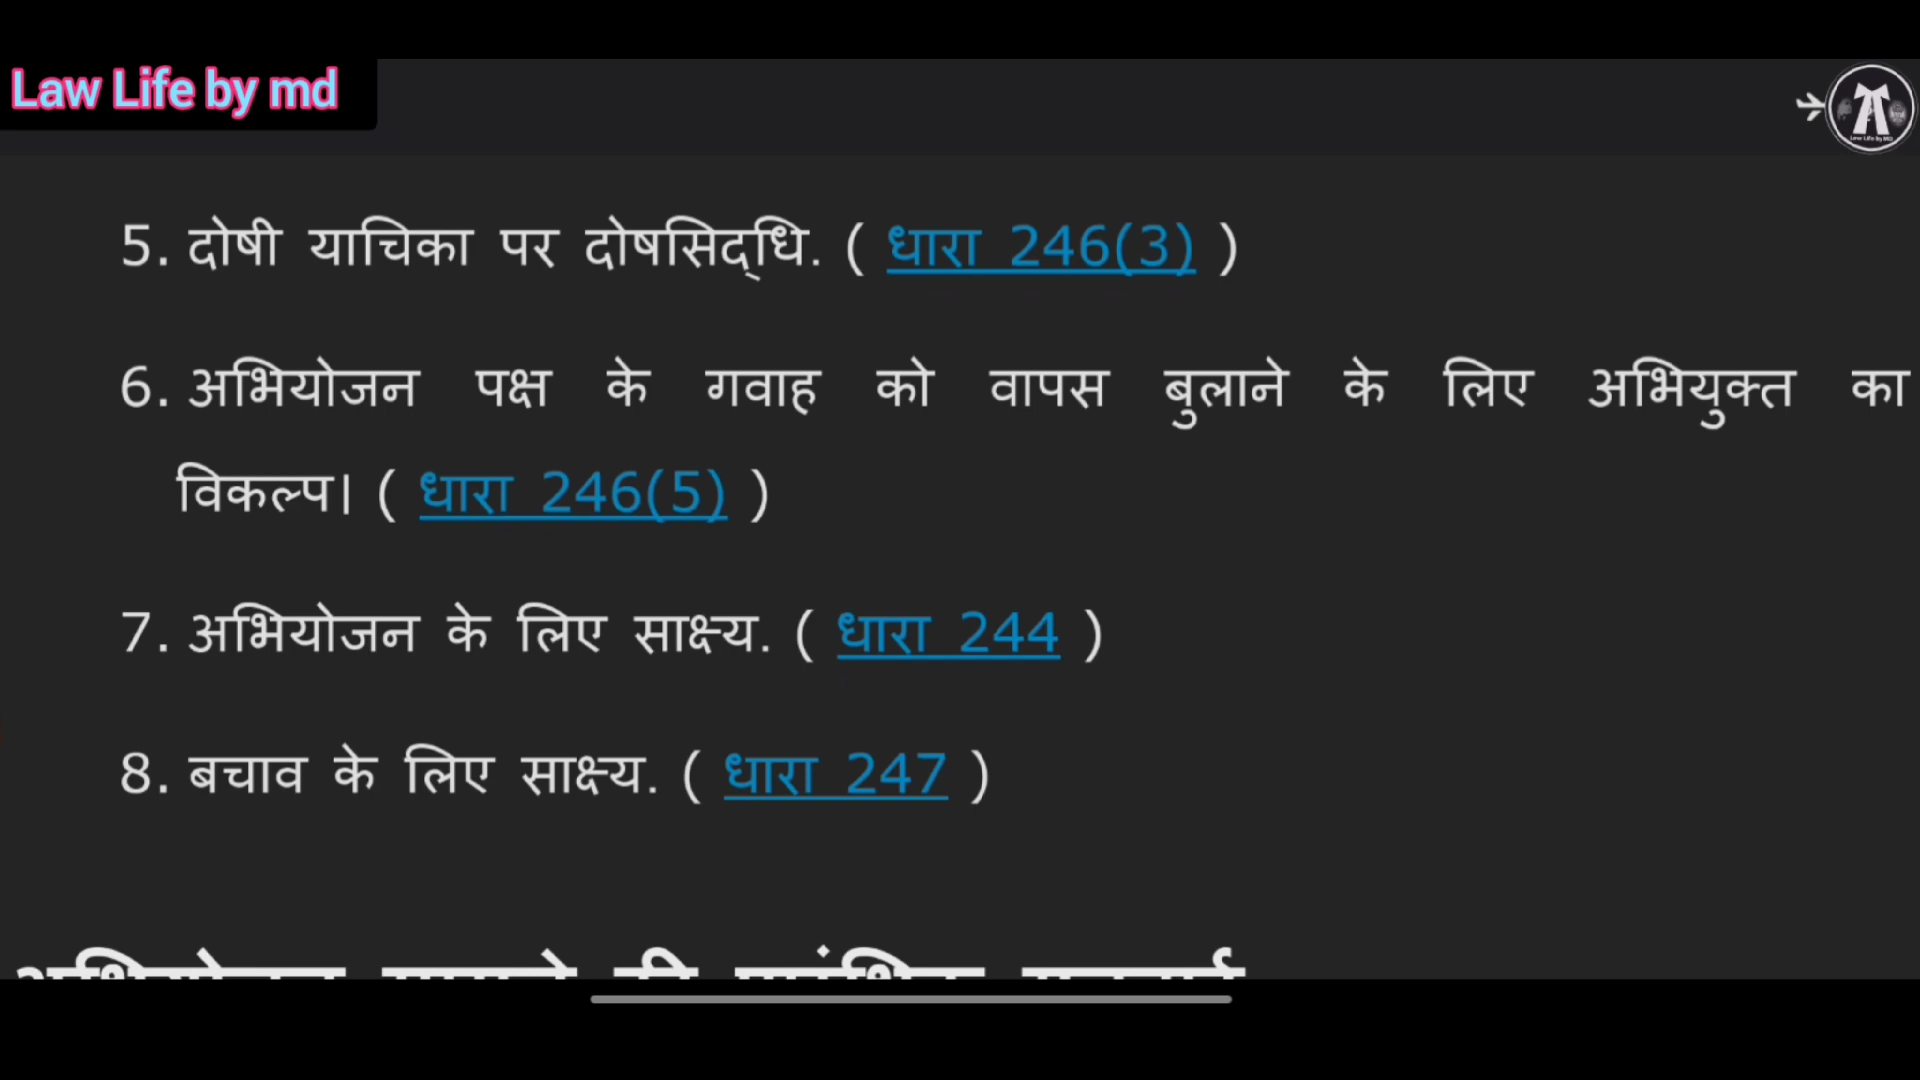 Law Life by md
5. दोषी याचिका पर दोषसिद्धि. ( धारा 246(3) )
6. अभियोजन पक्ष के गवाह को वापस बुलाने के लिए अभियुक्त का
विकल्प। ( धारा 246(5) )
7. अभियोजन के लिए साक्ष्य. ( धारा 244 )
8. बचाव के लिए साक्ष्य. ( धारा 247 )